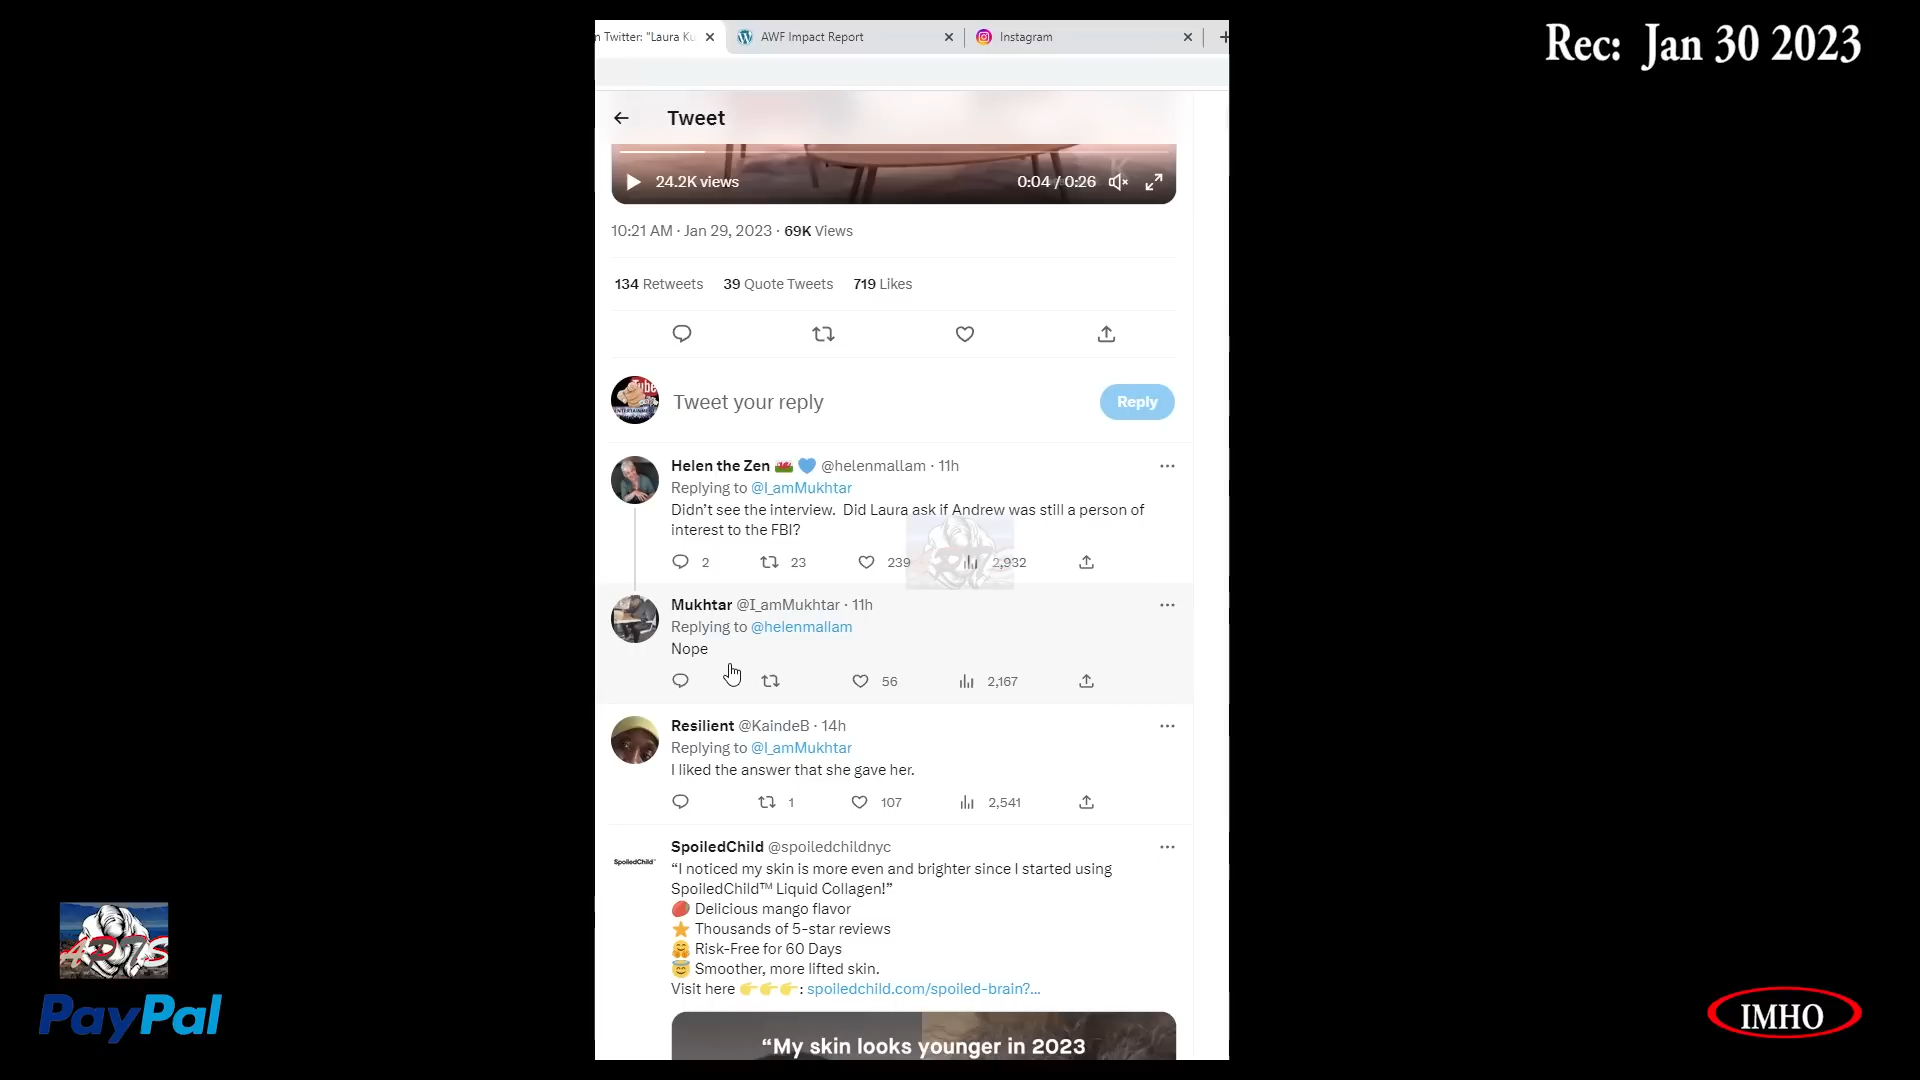 Rec: Jan 30 2023
n Twitter: "Laura Ku
AWF Impact Report
Instagram
Tweet
24.2K views
0:04 / 0:26
10:21 AM · Jan 29, 2023 · 69K Views
134 Retweets 39 Quote Tweets 719 Likes
Tweet your reply
Reply
Helen the Zen 🏴󠁧󠁢󠁷󠁬󠁳󠁿 💙 @helenmallam · 11h
Replying to @I_amMukhtar
Didn't see the interview. Did Laura ask if Andrew was still a person of
interest to the FBI?
2 23 239 2,932
Mukhtar @I_amMukhtar · 11h
Replying to @helenmallam
Nope
56 2,167
Resilient @KaindeB · 14h
Replying to @I_amMukhtar
I liked the answer that she gave her.
1 107 2,541
SpoiledChild @spoiledchildnyc
SpoiledChild™
“I noticed my skin is more even and brighter since I started using
SpoiledChild™ Liquid Collagen!”
🥭 Delicious mango flavor
⭐ Thousands of 5-star reviews
🤗 Risk-Free for 60 Days
😇 Smoother, more lifted skin.
Visit here 👉👉👉: spoiledchild.com/spoiled-brain?...
“My skin looks younger in 2023
PayPal
IMHO